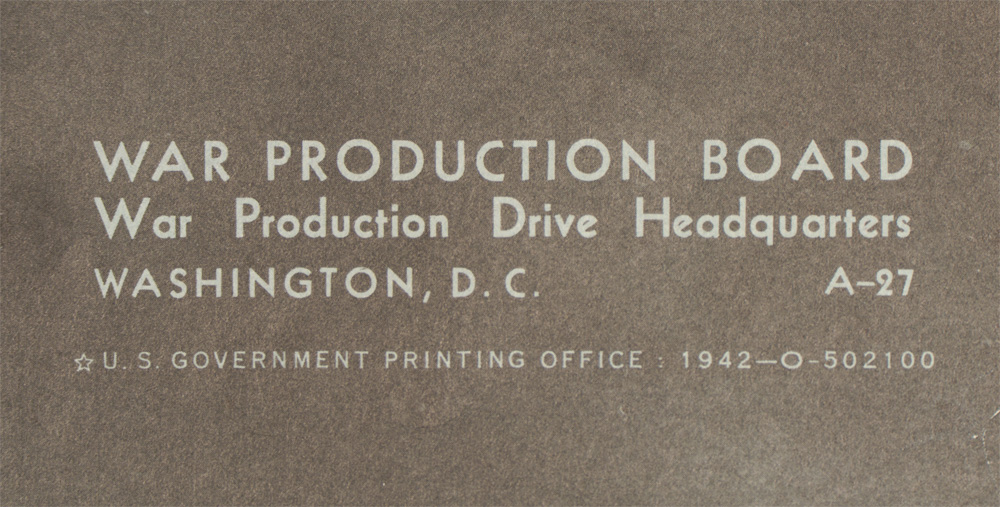 WAR PRODUCTION BOARD
War Production Drive Headquarters
WASHINGTON, D. C. A–27
☆U. S. GOVERNMENT PRINTING OFFICE : 1942—O–502100